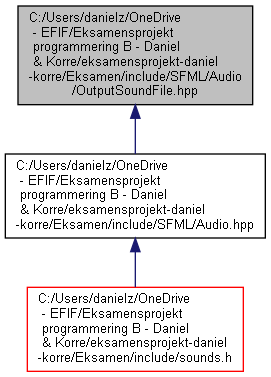 C:/Users/danielz/OneDrive
- EFIF/Eksamensprojekt
programmering B - Daniel
& Korre/eksamensprojekt-daniel
-korre/Eksamen/include/SFML/Audio
/OutputSoundFile.hpp
C:/Users/danielz/OneDrive
- EFIF/Eksamensprojekt
programmering B - Daniel
& Korre/eksamensprojekt-daniel
-korre/Eksamen/include/SFML/Audio.hpp
C:/Users/danielz/OneDrive
- EFIF/Eksamensprojekt
programmering B - Daniel
& Korre/eksamensprojekt-daniel
-korre/Eksamen/include/sounds.h